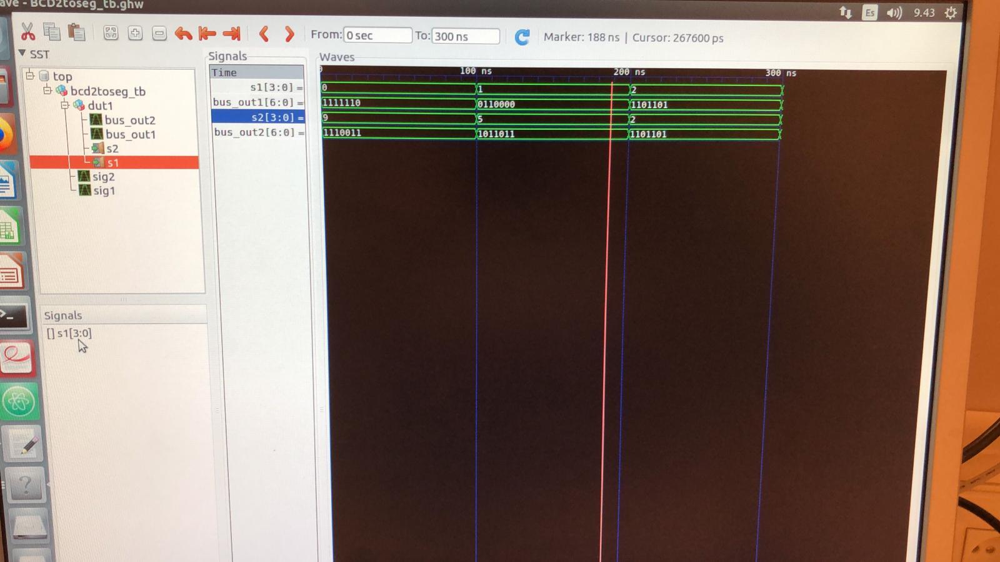 ave - BCD2toseg_tb.ghw
Es 9.43
From: 0 sec To: 300 ns Marker: 188 ns | Cursor: 267600 ps
SST
top
bcd2toseg_tb
dut1
bus_out2
bus_out1
s2
s1
sig2
sig1
Signals
[] s1[3:0]
Signals
Time
s1[3:0] =
bus_out1[6:0] =
s2[3:0] =
bus_out2[6:0] =
Waves
100 ns 200 ns 300 ns
0 1 2
1111110 0110000 1101101
9 5 2
1110011 1011011 1101101